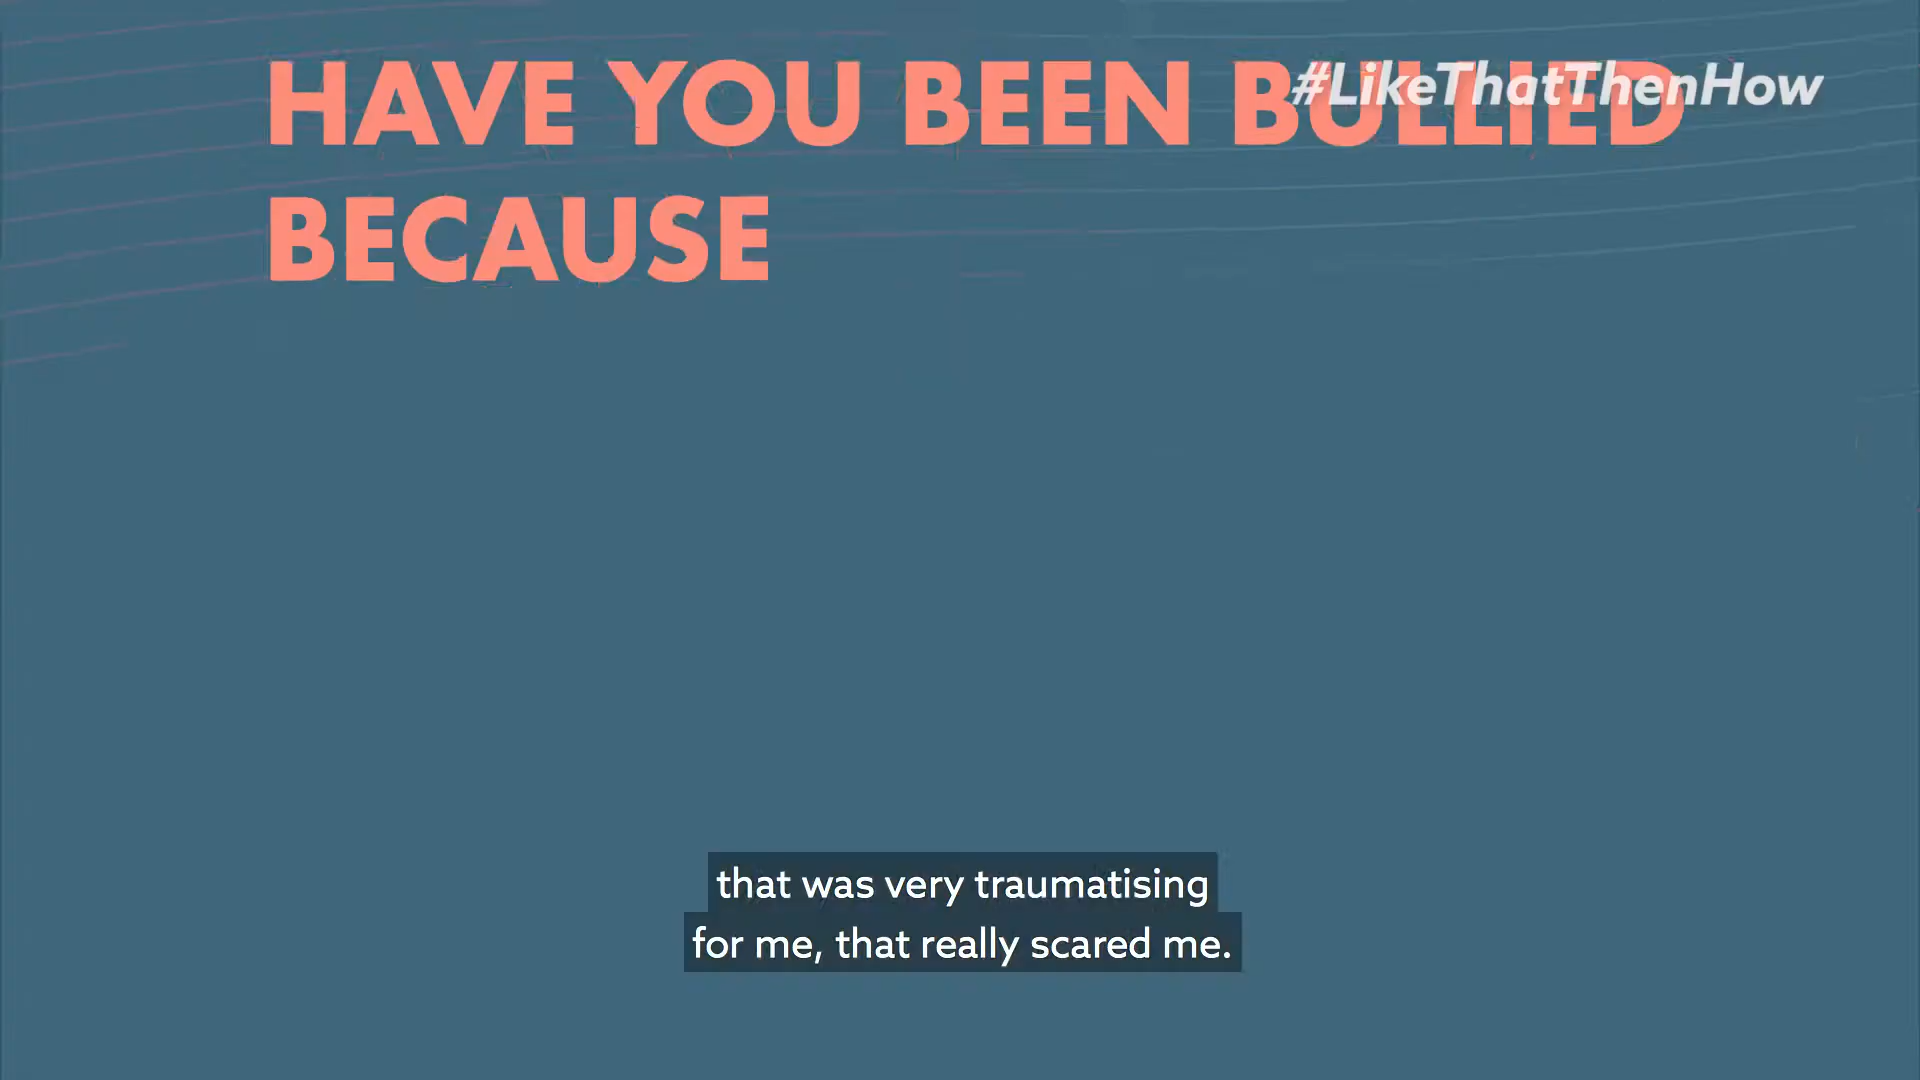 HAVE YOU BEEN BULLIED
#LikeThatThenHow
BECAUSE
that was very traumatising
for me, that really scared me.